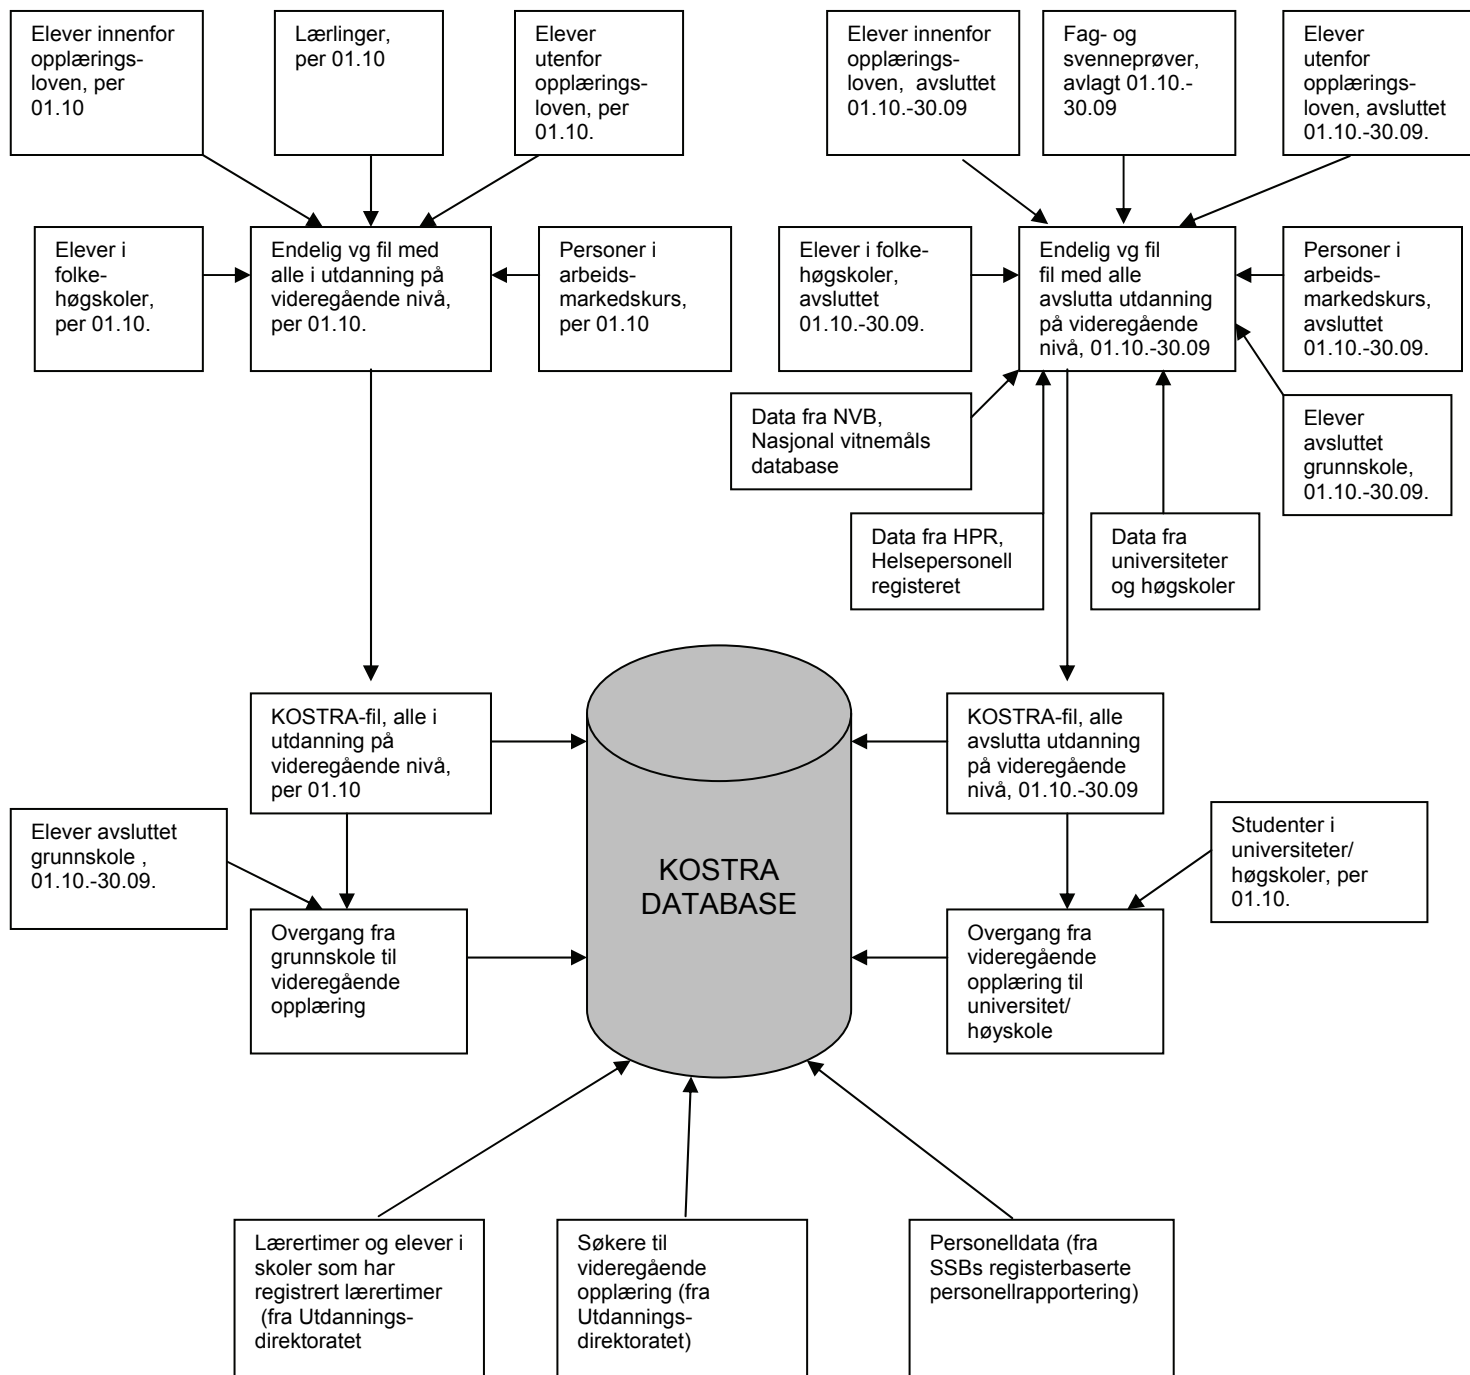 Elever innenfor
opplærings-
loven, per
01.10
Lærlinger,
per 01.10
Elever
utenfor
opplærings-
loven, per
01.10.
Elever innenfor
opplærings-
loven, avsluttet
01.10.-30.09
Fag- og
svenneprøver,
avlagt 01.10.-
30.09
Elever
utenfor
opplærings-
loven, avsluttet
01.10.-30.09.
Elever i
folke-
høgskoler,
per 01.10.
Endelig vg fil med
alle i utdanning på
videregående nivå,
per 01.10.
Personer i
arbeids-
markedskurs,
per 01.10
Elever i folke-
høgskoler,
avsluttet
01.10.-30.09.
Endelig vg fil
fil med alle
avslutta utdanning
på videregående
nivå, 01.10.-30.09
Personer i
arbeids-
markedskurs,
avsluttet
01.10.-30.09.
Data fra NVB,
Nasjonal vitnemåls
database
Elever
avsluttet
grunnskole,
01.10.-30.09.
Data fra HPR,
Helsepersonell
registeret
Data fra
universiteter
og høgskoler
KOSTRA-fil, alle i
utdanning på
videregående nivå,
per 01.10
KOSTRA-fil, alle
avslutta utdanning
på videregående
nivå, 01.10.-30.09
Elever avsluttet
grunnskole ,
01.10.-30.09.
KOSTRA
DATABASE
Studenter i
universiteter/
høgskoler, per
01.10.
Overgang fra
grunnskole til
videregående
opplæring
Overgang fra
videregående
opplæring til
universitet/
høyskole
Lærertimer og elever i
skoler som har
registrert lærertimer
(fra Utdannings-
direktoratet
Søkere til
videregående
opplæring (fra
Utdannings-
direktoratet)
Personelldata (fra
SSBs registerbaserte
personellrapportering)